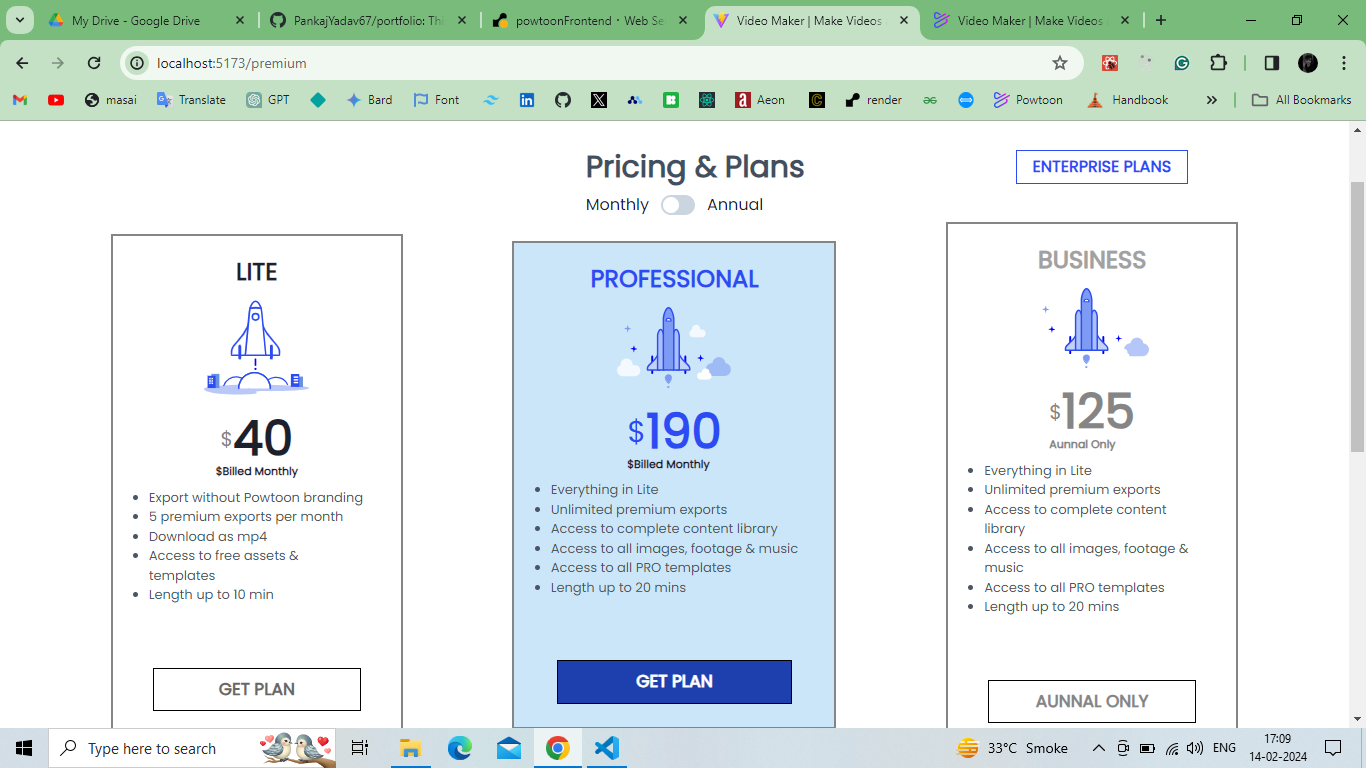 My Drive - Google Drive
PankajYadav67/portfolio: Thi
powtoonFrontend · Web Se
Video Maker | Make Videos
Video Maker | Make Videos
localhost:5173/premium
masai
Translate
GPT
Bard
Font
Aeon
render
Powtoon
Handbook
All Bookmarks
Pricing & Plans
ENTERPRISE PLANS
Monthly
Annual
LITE
$40
$Billed Monthly
Export without Powtoon branding
5 premium exports per month
Download as mp4
Access to free assets &
templates
Length up to 10 min
GET PLAN
PROFESSIONAL
$190
$Billed Monthly
Everything in Lite
Unlimited premium exports
Access to complete content library
Access to all images, footage & music
Access to all PRO templates
Length up to 20 mins
GET PLAN
BUSINESS
$125
Aunnal Only
Everything in Lite
Unlimited premium exports
Access to complete content
library
Access to all images, footage &
music
Access to all PRO templates
Length up to 20 mins
AUNNAL ONLY
Type here to search
33°C Smoke
ENG
17:09
14-02-2024